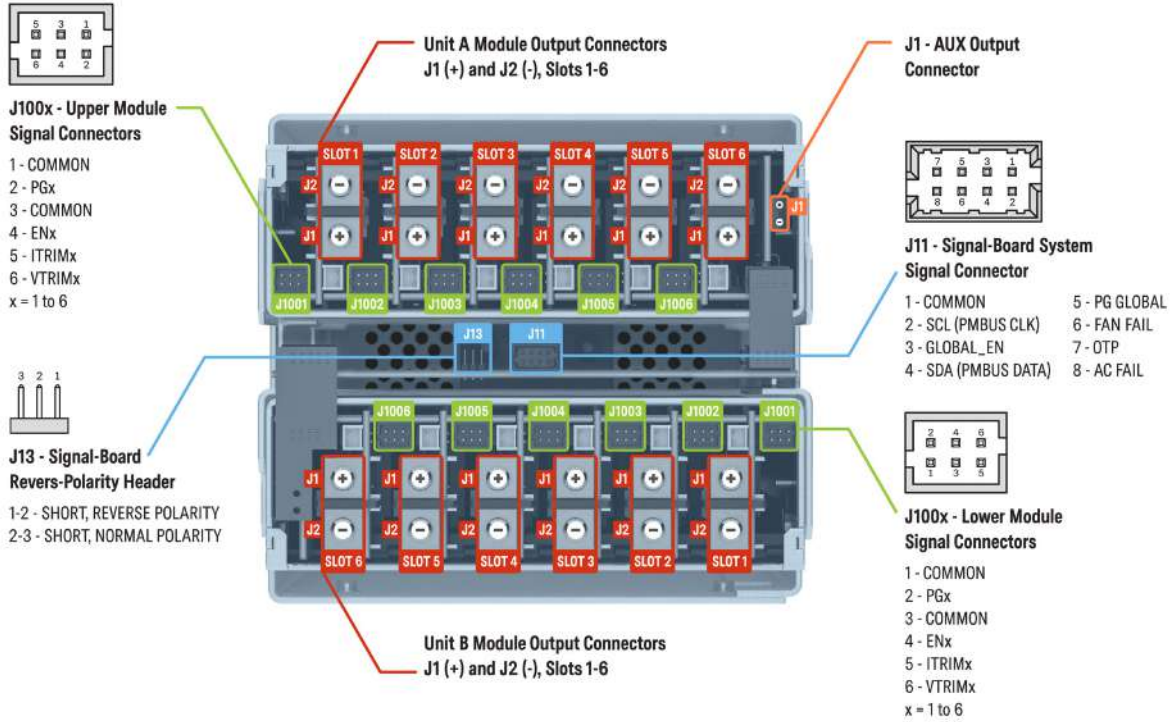 5 3 1
6 4 2
J100x - Upper Module
Signal Connectors
1 - COMMON
2 - PGx
3 - COMMON
4 - ENx
5 - ITRIMx
6 - VTRIMx
x = 1 to 6
3 2 1
J13 - Signal-Board
Revers-Polarity Header
1-2 - SHORT, REVERSE POLARITY
2-3 - SHORT, NORMAL POLARITY
Unit A Module Output Connectors
J1 (+) and J2 (-), Slots 1-6
SLOT 1 SLOT 2 SLOT 3 SLOT 4 SLOT 5 SLOT 6
J2 J2 J2 J2 J2 J2
- - - - - -
J1
J1 J1 J1 J1 J1 J1
+ + + + + +
J1001 J1002 J1003 J1004 J1005 J1006
J13 J11
J1006 J1005 J1004 J1003 J1002 J1001
J1 J1 J1 J1 J1 J1
+ + + + + +
J2 J2 J2 J2 J2 J2
- - - - - -
SLOT 6 SLOT 5 SLOT 4 SLOT 3 SLOT 2 SLOT 1
Unit B Module Output Connectors
J1 (+) and J2 (-), Slots 1-6
J1 - AUX Output
Connector
7 5 3 1
8 6 4 2
J11 - Signal-Board System
Signal Connector
1 - COMMON
2 - SCL (PMBUS CLK)
3 - GLOBAL_EN
4 - SDA (PMBUS DATA)
5 - PG GLOBAL
6 - FAN FAIL
7 - OTP
8 - AC FAIL
2 4 6
1 3 5
J100x - Lower Module
Signal Connectors
1 - COMMON
2 - PGx
3 - COMMON
4 - ENx
5 - ITRIMx
6 - VTRIMx
x = 1 to 6